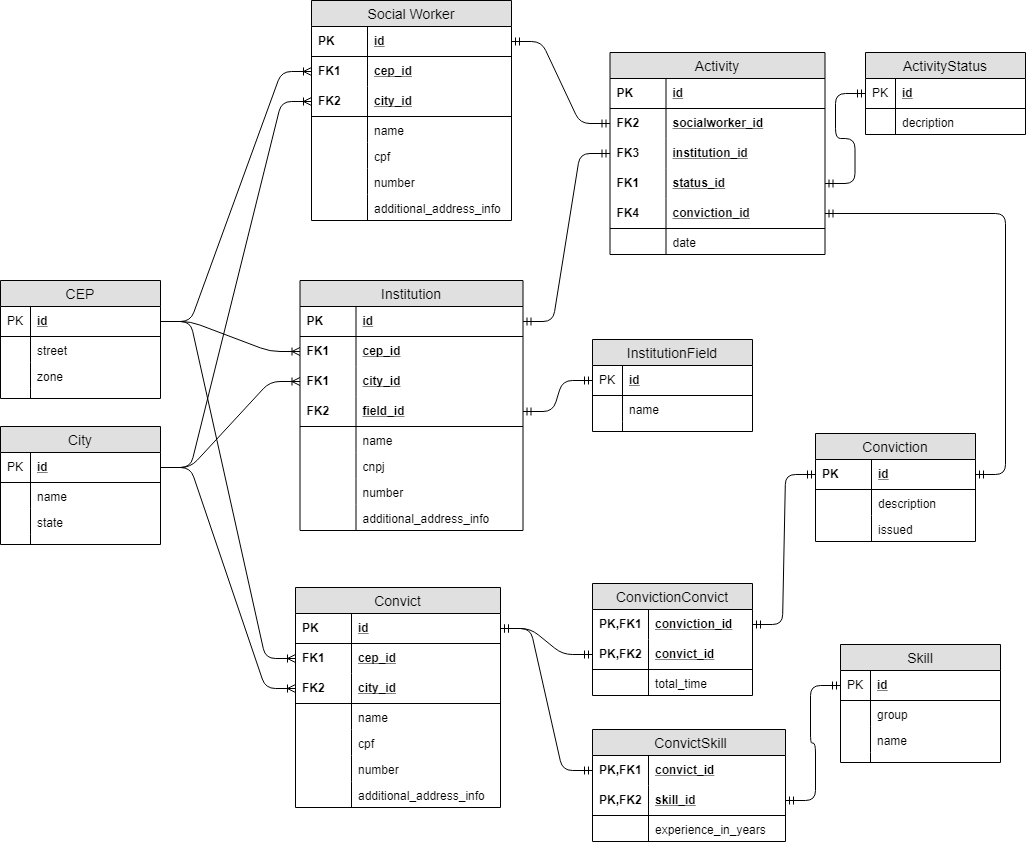 Social Worker
PK id
FK1 cep_id
FK2 city_id
name
cpf
number
additional_address_info
Activity
PK id
FK2 socialworker_id
FK3 institution_id
FK1 status_id
FK4 conviction_id
date
ActivityStatus
PK id
decription
CEP
PK id
street
zone
Institution
PK id
FK1 cep_id
FK1 city_id
FK2 field_id
name
cnpj
number
additional_address_info
InstitutionField
PK id
name
City
PK id
name
state
Conviction
PK id
description
issued
Convict
PK id
FK1 cep_id
FK2 city_id
name
cpf
number
additional_address_info
ConvictionConvict
PK,FK1 conviction_id
PK,FK2 convict_id
total_time
Skill
PK id
group
name
ConvictSkill
PK,FK1 convict_id
PK,FK2 skill_id
experience_in_years